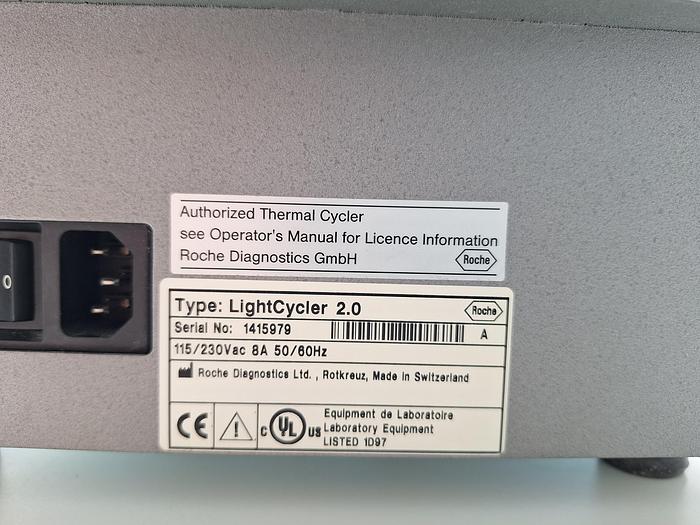 Authorized Thermal Cycler
see Operator's Manual for Licence Information
Roche Diagnostics GmbH
Roche
Type: LightCycler 2.0
Roche
Serial No: 1415979
A
115/230Vac 8A 50/60Hz
Roche Diagnostics Ltd., Rotkreuz, Made in Switzerland
CE
c UL us
Equipment de Laboratoire
Laboratory Equipment
LISTED 1D97
O